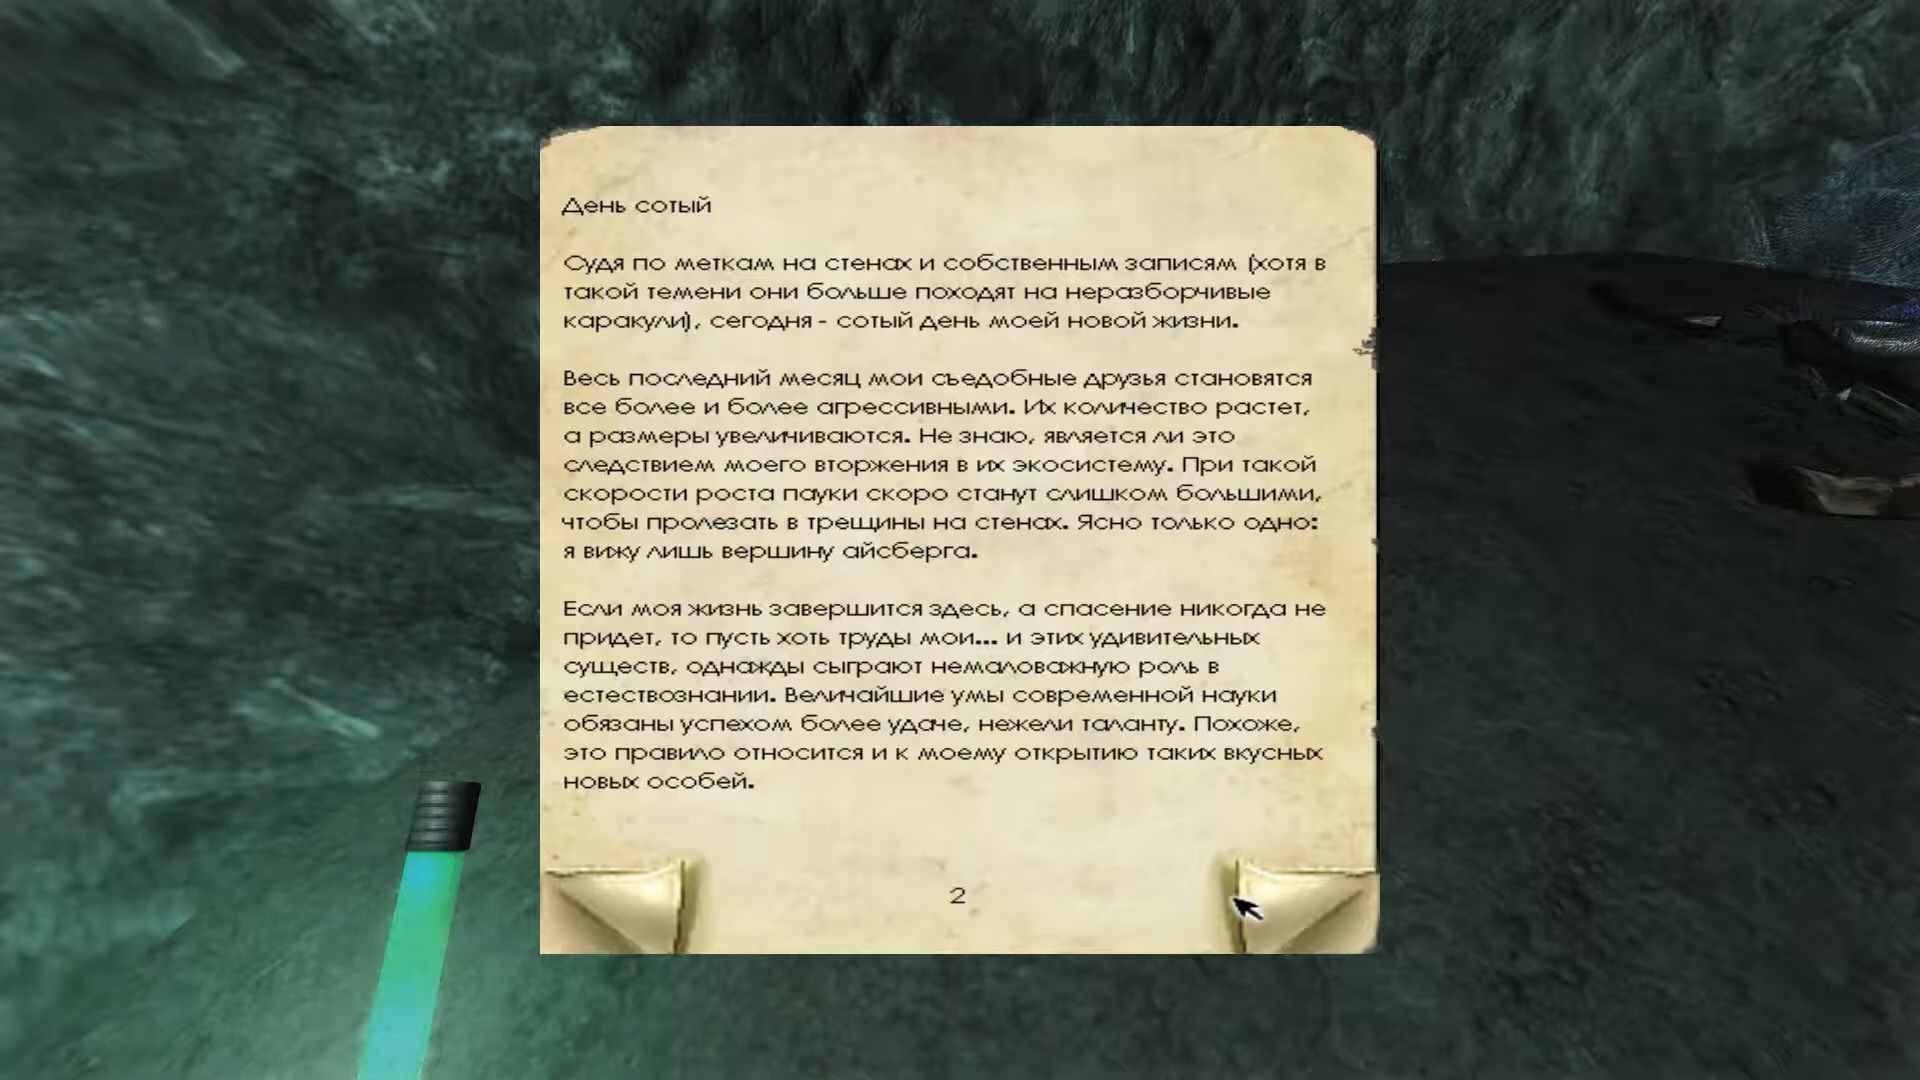 День сотый
Судя по меткам на стенах и собственным записям (хотя в
такой темени они больше походят на неразборчивые
каракули), сегодня - сотый день моей новой жизни.
Весь последний месяц мои съедобные друзья становятся
все более и более агрессивными. Их количество растет,
а размеры увеличиваются. Не знаю, является ли это
следствием моего вторжения в их экосистему. При такой
скорости роста пауки скоро станут слишком большими,
чтобы пролезать в трещины на стенах. Ясно только одно:
я вижу лишь вершину айсберга.
Если моя жизнь завершится здесь, а спасение никогда не
придет, то пусть хоть труды мои... и этих удивительных
существ, однажды сыграют немаловажную роль в
естествознании. Величайшие умы современной науки
обязаны успехом более удаче, нежели таланту. Похоже,
это правило относится и к моему открытию таких вкусных
новых особей.
2